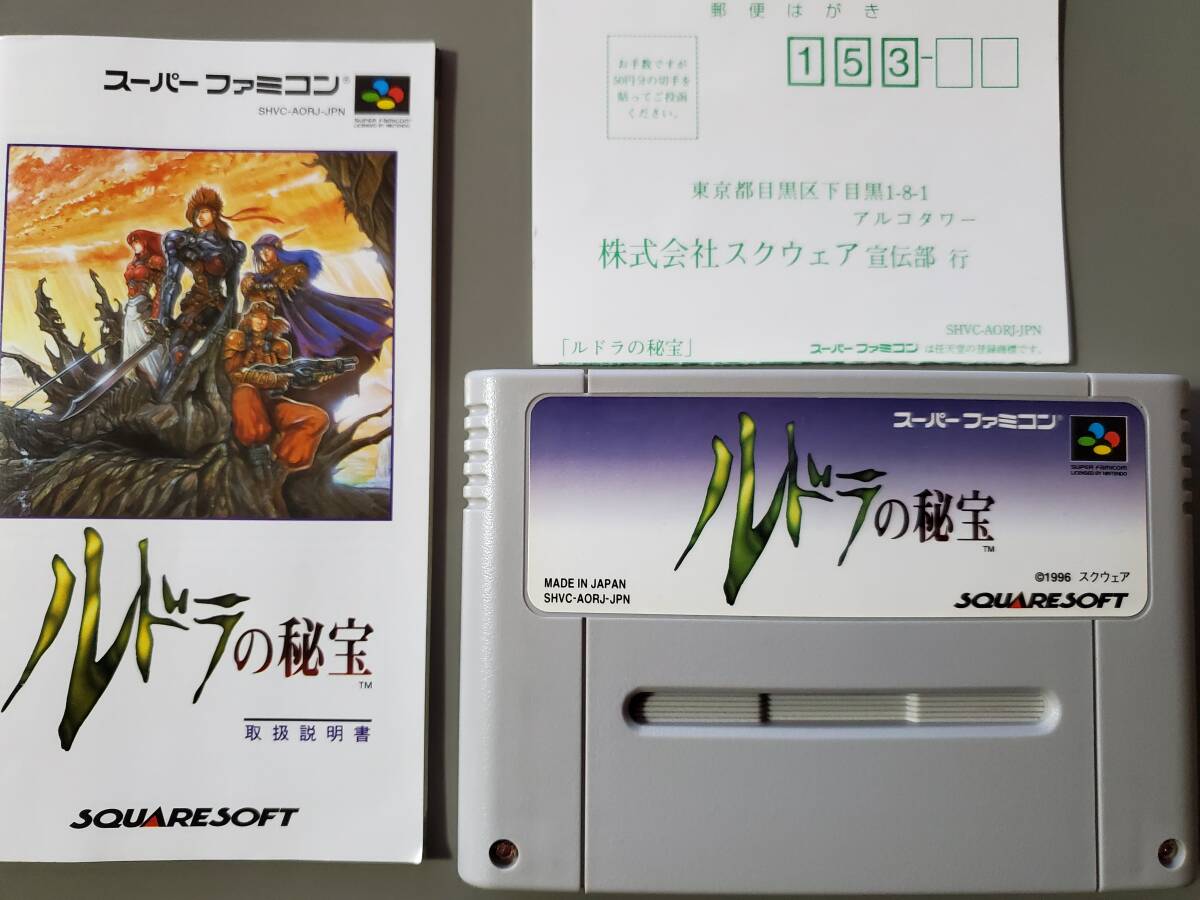 スーパーファミコン®
SHVC-AORJ-JPN
SUPER FAMICOM
LICENSED BY NINTENDO
ルドラの秘宝
TM
取扱説明書
SQUARESOFT
郵便はがき
お手数ですが
50円分の切手を
貼ってご投函
ください。
153-
東京都目黒区下目黒1-8-1
アルコタワー
株式会社スクウェア 宣伝部 行
SHVC-AORJ-JPN
「ルドラの秘宝」
スーパーファミコンは任天堂の登録商標です。
スーパーファミコン®
SUPER FAMICOM
LICENSED BY NINTENDO
ルドラの秘宝
TM
MADE IN JAPAN
SHVC-AORJ-JPN
©1996 スクウェア
SQUARESOFT